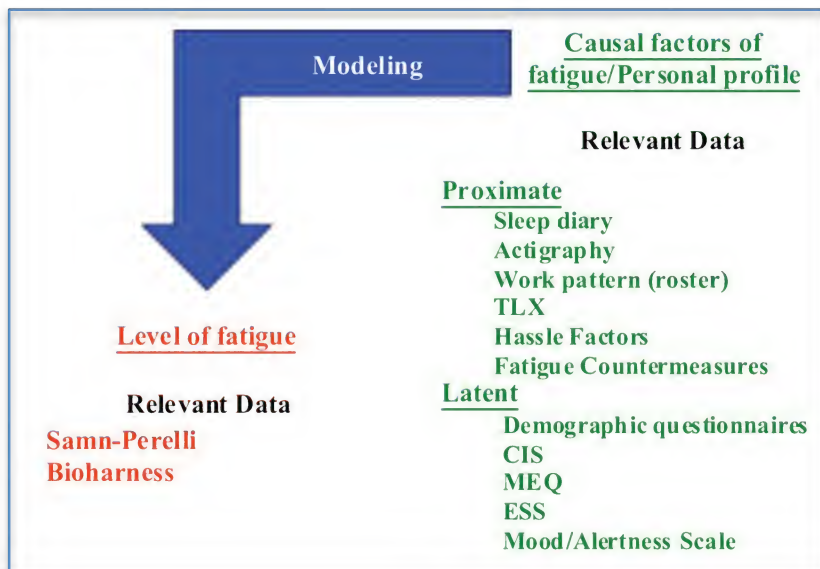 Modeling
Causal factors of
fatigue/Personal profile
Relevant Data
Proximate
Sleep diary
Actigraphy
Work pattern (roster)
TLX
Hassle Factors
Fatigue Countermeasures
Latent
Demographic questionnaires
CIS
MEQ
ESS
Mood/Alertness Scale
Level of fatigue
Relevant Data
Samn-Perelli
Bioharness